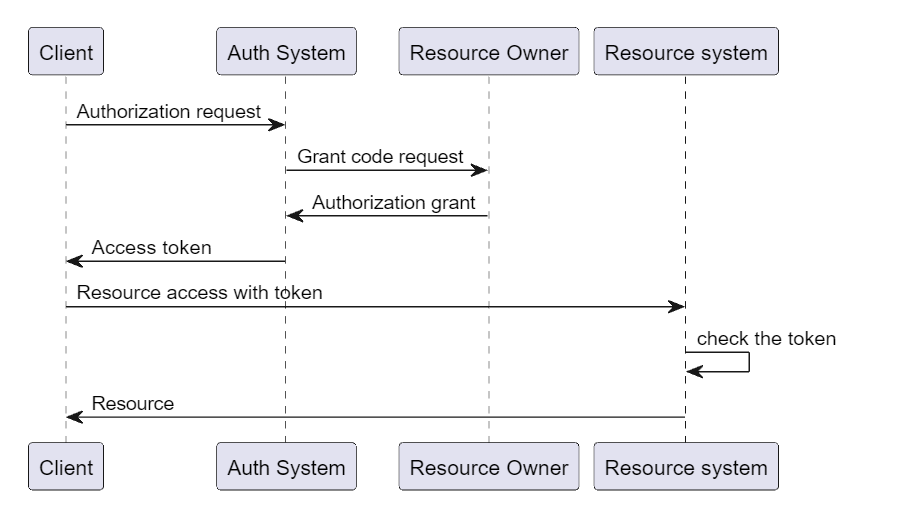 Client Auth System Resource Owner Resource system
Authorization request
Grant code request
Authorization grant
Access token
Resource access with token
check the token
Resource
Client Auth System Resource Owner Resource system